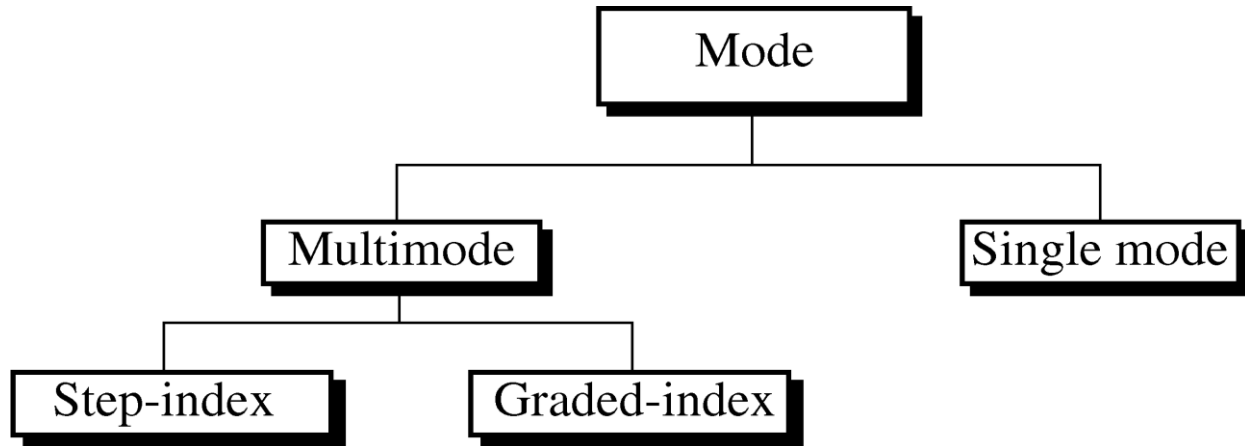 Mode
Multimode
Single mode
Step-index
Graded-index